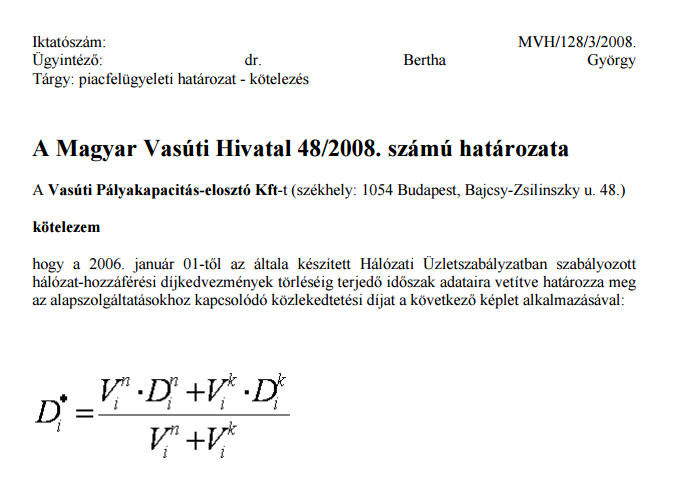 Iktatószám: MVH/128/3/2008.
Ügyintéző: dr. Bertha György
Tárgy: piacfelügyeleti határozat - kötelezés
A Magyar Vasúti Hivatal 48/2008. számú határozata
A Vasúti Pályakapacitás-elosztó Kft-t (székhely: 1054 Budapest, Bajcsy-Zsilinszky u. 48.)
kötelezem
hogy a 2006. január 01-től az általa készített Hálózati Üzletszabályzatban szabályozott
hálózat-hozzáférési díjkedvezmények törléséig terjedő időszak adataira vetítve határozza meg
az alapszolgáltatásokhoz kapcsolódó közlekedtetési díjat a következő képlet alkalmazásával:
D_i^* = (V_i^n · D_i^n + V_i^k · D_i^k) / (V_i^n + V_i^k)